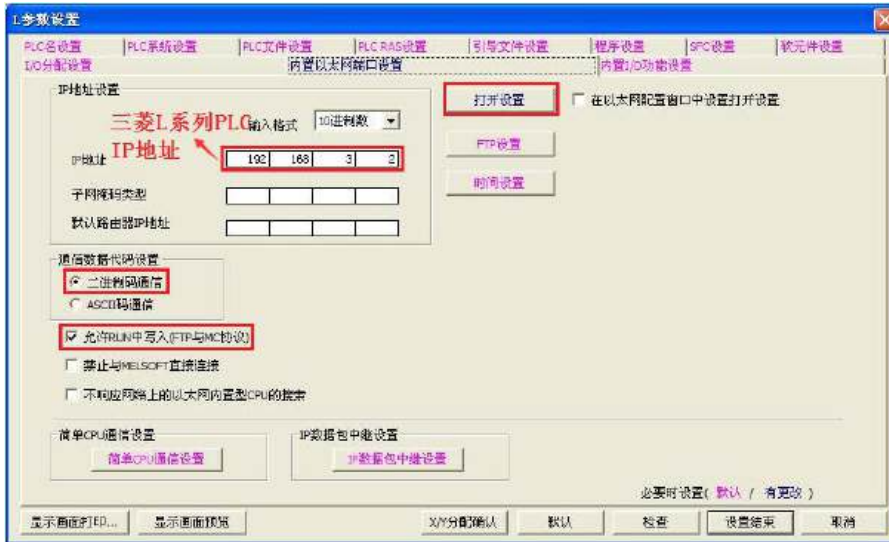 L参数设置
PLC名设置 PLC系统设置 PLC文件设置 PLC RAS设置 引导文件设置 程序设置 SFC设置 软元件设置
I/O分配设置 内置以太网端口设置 内置I/O功能设置
IP地址设置
打开设置 在以太网配置窗口中设置打开设置
三菱L系列PLC
IP地址
输入格式 10进制数
FTP设置
IP地址 192 168 3 2
时间设置
子网掩码类型
默认路由器IP地址
通信数据代码设置
二进制码通信
ASCII码通信
允许RUN中写入(FTP与MC协议)
禁止与MELSOFT直接连接
不响应网络上的以太网内置型CPU的搜索
简单CPU通信设置 IP数据包中继设置
简单CPU通信设置 IP数据包中继设置
必要时设置( 默认 / 有更改 )
显示画面打印... 显示画面预览 X/Y分配确认 默认 检查 设置结束 取消